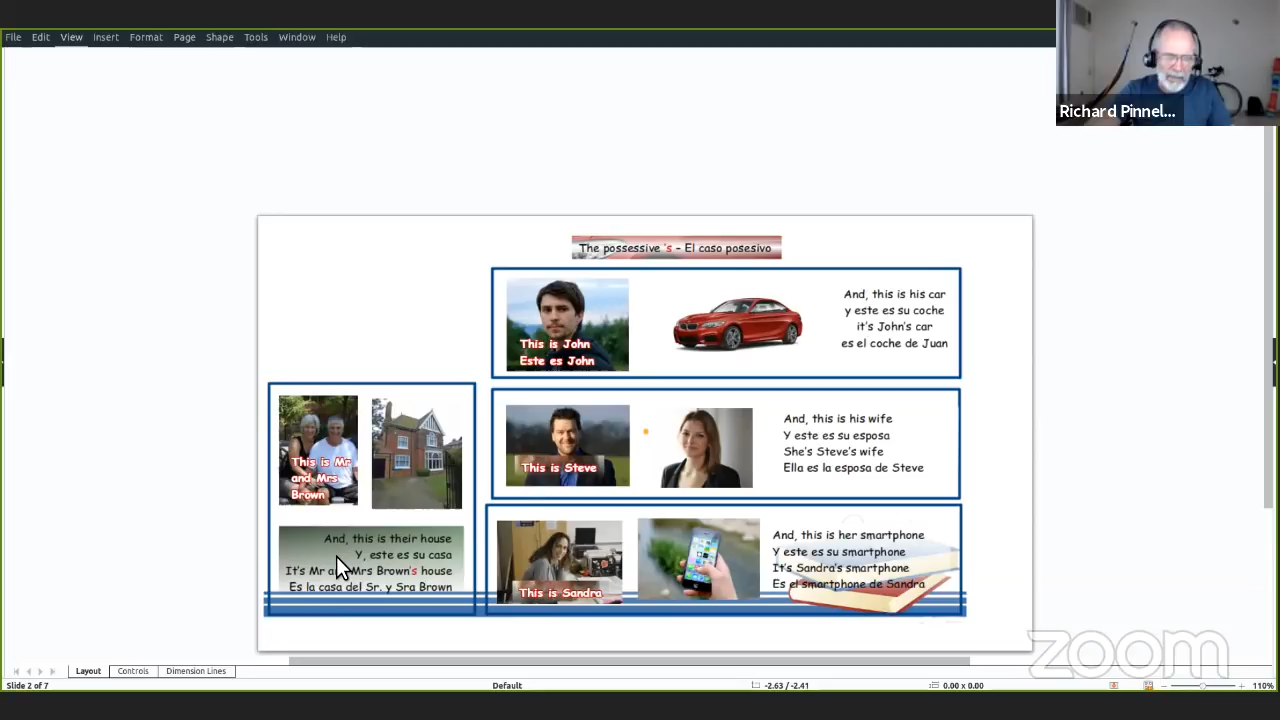 File Edit View Insert Format Page Shape Tools Window Help
Richard Pinnel...
The possessive 's - El caso posesivo
This is John
Este es John
And, this is his car
y este es su coche
it's John's car
es el coche de Juan
This is Mr
and Mrs
Brown
And, this is their house
Y, este es su casa
It's Mr and Mrs Brown's house
Es la casa del Sr. y Sra Brown
This is Steve
And, this is his wife
Y este es su esposa
She's Steve's wife
Ella es la esposa de Steve
This is Sandra
And, this is her smartphone
Y este es su smartphone
It's Sandra's smartphone
Es el smartphone de Sandra
zoom
Layout Controls Dimension Lines
Slide 2 of 7 Default -2.63 / -2.41 0.00 x 0.00 110%